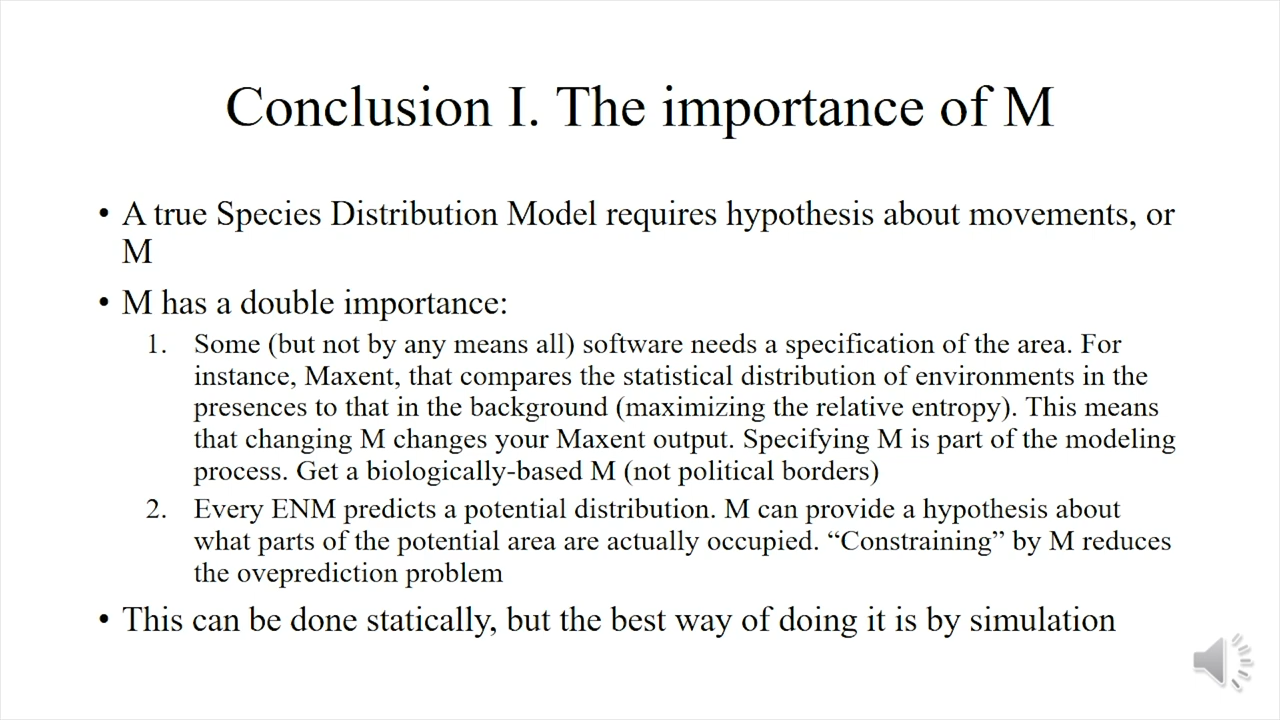 Conclusion I. The importance of M
• A true Species Distribution Model requires hypothesis about movements, or
M
• M has a double importance:
1. Some (but not by any means all) software needs a specification of the area. For
instance, Maxent, that compares the statistical distribution of environments in the
presences to that in the background (maximizing the relative entropy). This means
that changing M changes your Maxent output. Specifying M is part of the modeling
process. Get a biologically-based M (not political borders)
2. Every ENM predicts a potential distribution. M can provide a hypothesis about
what parts of the potential area are actually occupied. “Constraining” by M reduces
the oveprediction problem
• This can be done statically, but the best way of doing it is by simulation